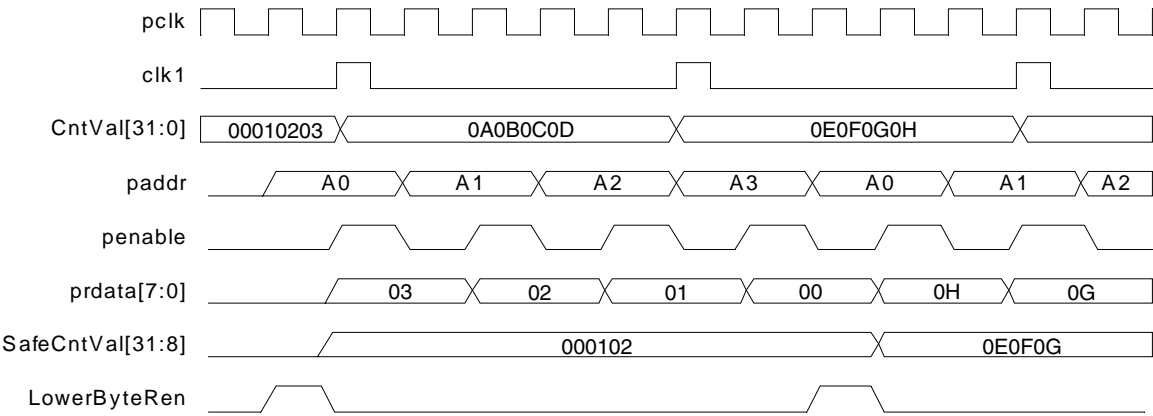 pclk
clk1
CntVal[31:0] 00010203 0A0B0C0D 0E0F0G0H
paddr A0 A1 A2 A3 A0 A1 A2
penable
prdata[7:0] 03 02 01 00 0H 0G
SafeCntVal[31:8] 000102 0E0F0G
LowerByteRen